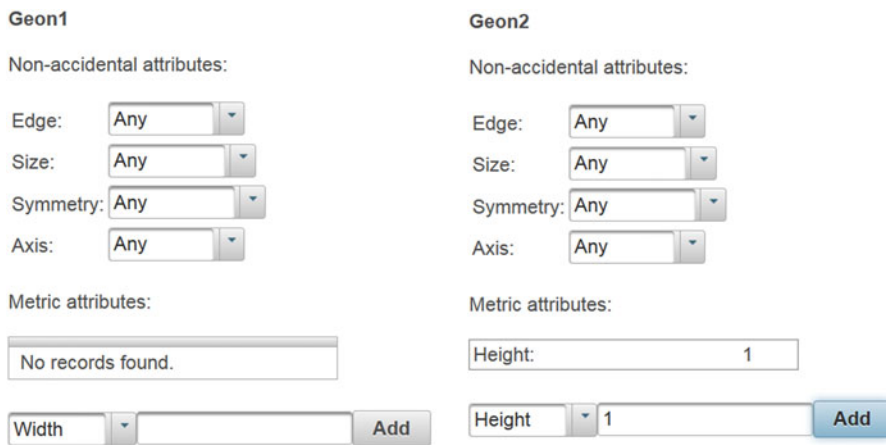 Geon1
Non-accidental attributes:
Edge: Any
Size: Any
Symmetry: Any
Axis: Any
Metric attributes:
No records found.
Width Add
Geon2
Non-accidental attributes:
Edge: Any
Size: Any
Symmetry: Any
Axis: Any
Metric attributes:
Height: 1
Height 1 Add